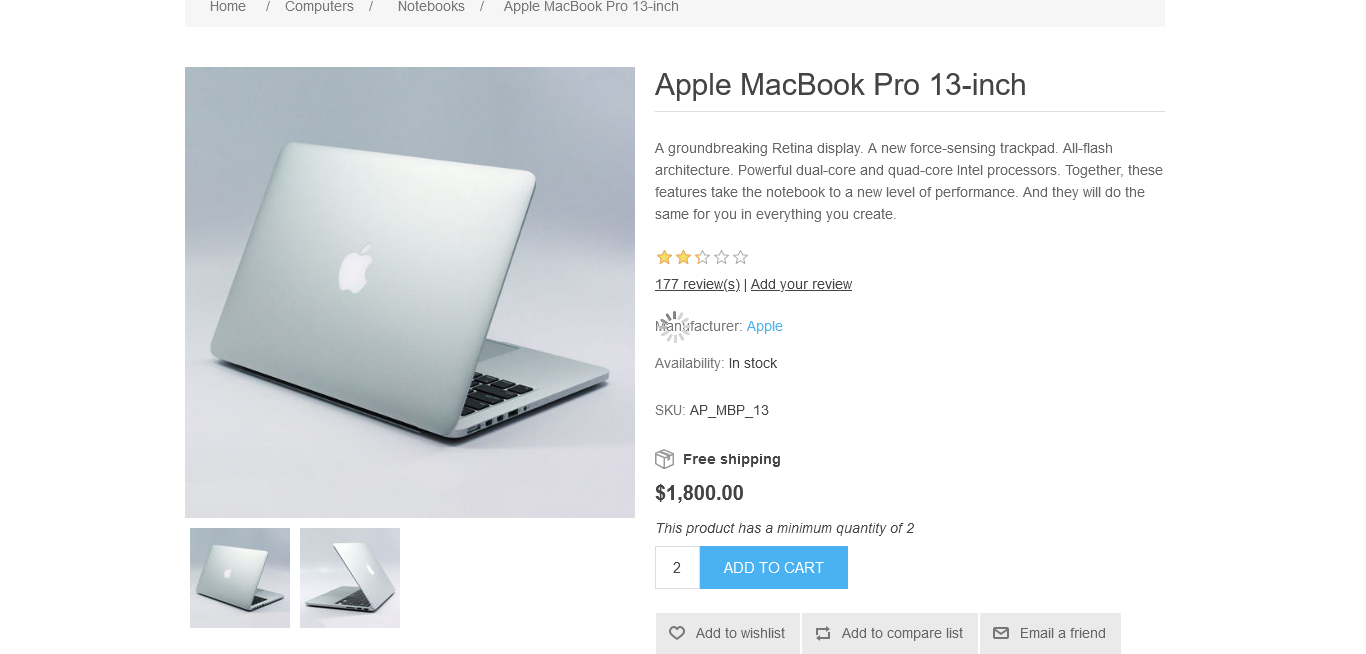 Home / Computers / Notebooks / Apple MacBook Pro 13-inch
Apple MacBook Pro 13-inch
A groundbreaking Retina display. A new force-sensing trackpad. All-flash
architecture. Powerful dual-core and quad-core Intel processors. Together, these
features take the notebook to a new level of performance. And they will do the
same for you in everything you create.
177 review(s) | Add your review
Manufacturer: Apple
Availability: In stock
SKU: AP_MBP_13
Free shipping
$1,800.00
This product has a minimum quantity of 2
2 ADD TO CART
Add to wishlist Add to compare list Email a friend